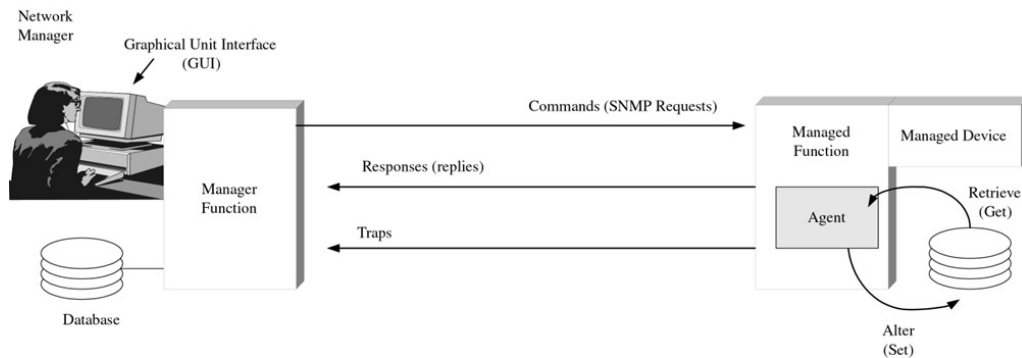 Network
Manager
Graphical Unit Interface
(GUI)
Commands (SNMP Requests)
Managed
Function
Managed Device
Responses (replies)
Manager
Function
Retrieve
(Get)
Agent
Traps
Database
Alter
(Set)